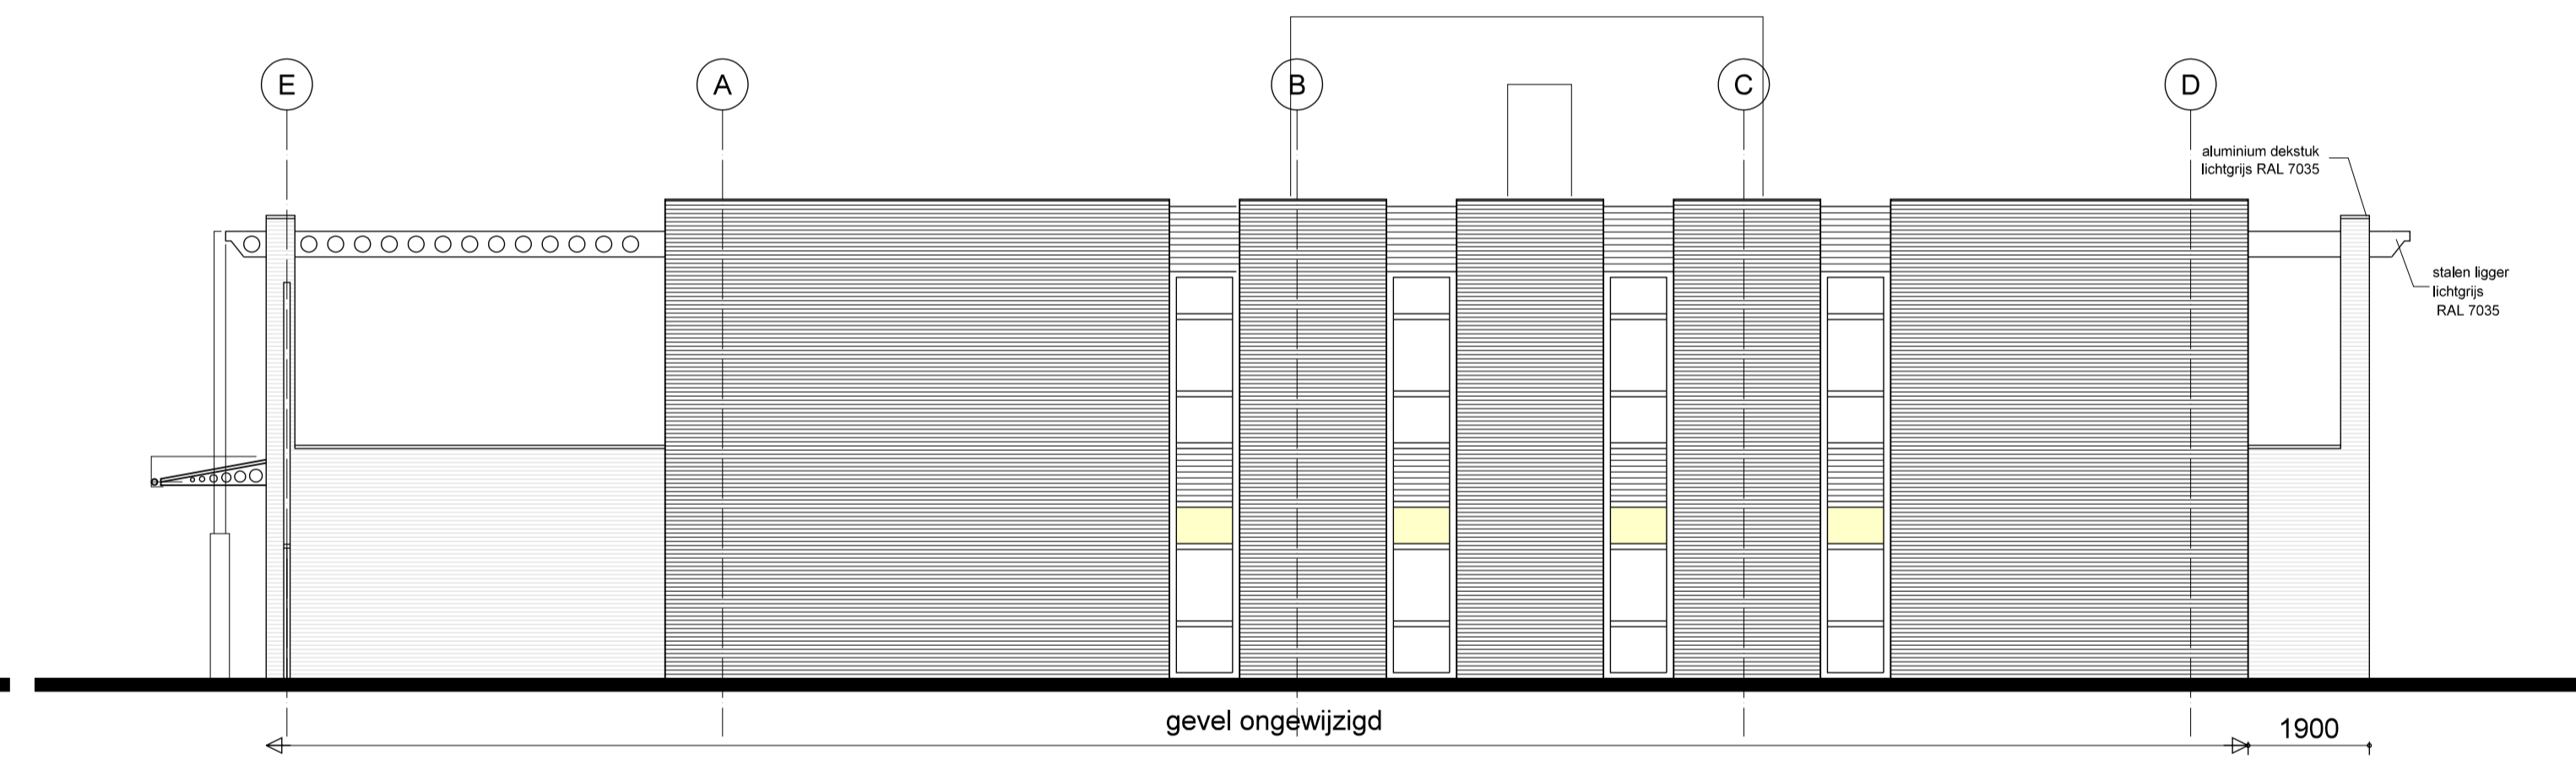 E
A
B
C
D
aluminium dekstuk
lichtgrijs RAL 7035
stalen ligger
lichtgrijs
RAL 7035
gevel ongewijzigd
1900